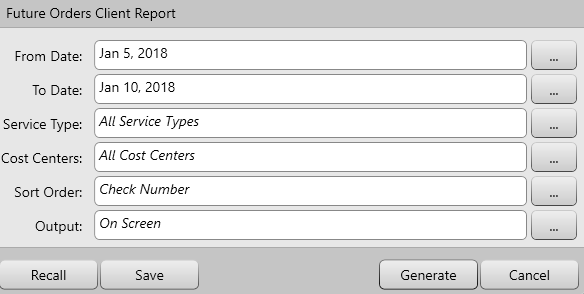 Future Orders Client Report
From Date: Jan 5, 2018 ...
To Date: Jan 10, 2018 ...
Service Type: All Service Types ...
Cost Centers: All Cost Centers ...
Sort Order: Check Number ...
Output: On Screen ...
Recall Save Generate Cancel